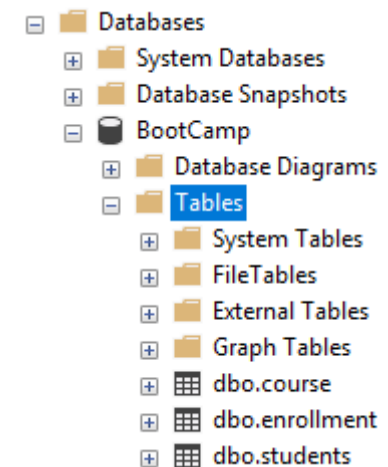 Databases
System Databases
Database Snapshots
BootCamp
Database Diagrams
Tables
System Tables
FileTables
External Tables
Graph Tables
dbo.course
dbo.enrollment
dbo.students